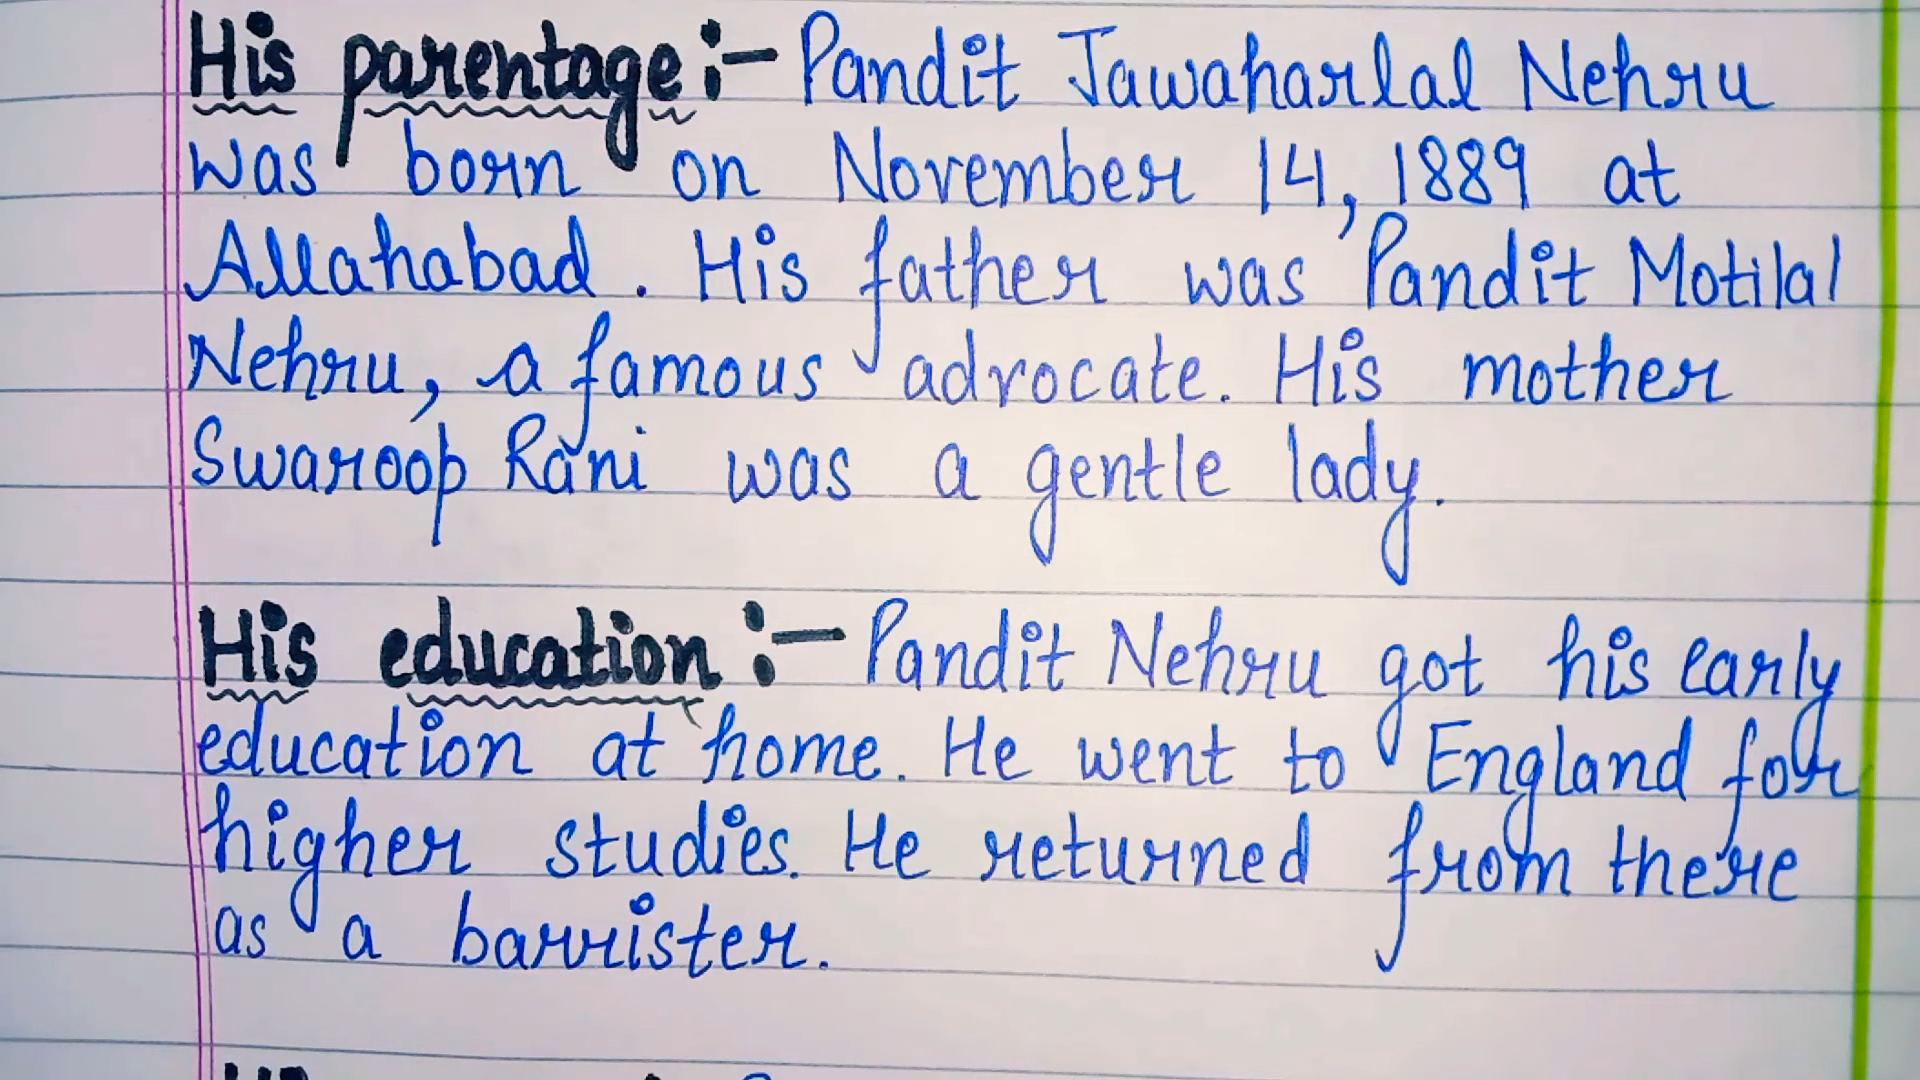 His parentage:- Pandit Jawaharlal Nehru
was born on November 14, 1889 at
Allahabad. His father was Pandit Motilal
Nehru, a famous advocate. His mother
Swaroop Rani was a gentle lady.
His education:- Pandit Nehru got his early
education at home. He went to England for
higher studies. He returned from there
as a barrister.